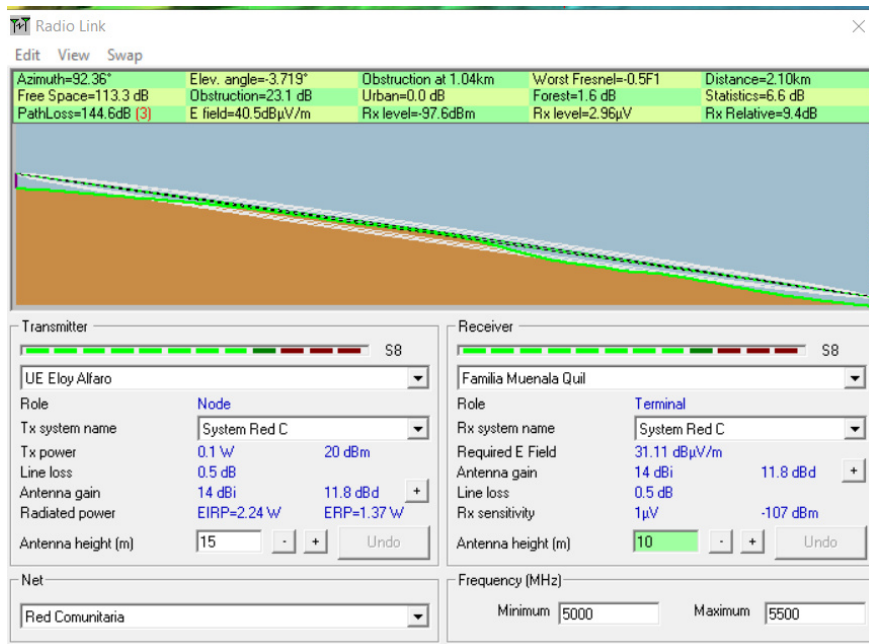 Radio Link
Edit View Swap
Azimuth=92.36° Elev. angle=-3.719° Obstruction at 1.04km Worst Fresnel=-0.5F1 Distance=2.10km
Free Space=113.3 dB Obstruction=23.1 dB Urban=0.0 dB Forest=1.6 dB Statistics=6.6 dB
PathLoss=144.6dB (3) E field=40.5dBµV/m Rx level=-97.6dBm Rx level=2.96µV Rx Relative=9.4dB
Transmitter
S8
UE Eloy Alfaro
Role Node
Tx system name System Red C
Tx power 0.1 W 20 dBm
Line loss 0.5 dB
Antenna gain 14 dBi 11.8 dBd +
Radiated power EIRP=2.24 W ERP=1.37 W
Antenna height (m) 15 - + Undo
Receiver
S8
Familia Muenala Quil
Role Terminal
Rx system name System Red C
Required E Field 31.11 dBµV/m
Antenna gain 14 dBi 11.8 dBd +
Line loss 0.5 dB
Rx sensitivity 1µV -107 dBm
Antenna height (m) 10 - + Undo
Net
Red Comunitaria
Frequency (MHz)
Minimum 5000 Maximum 5500